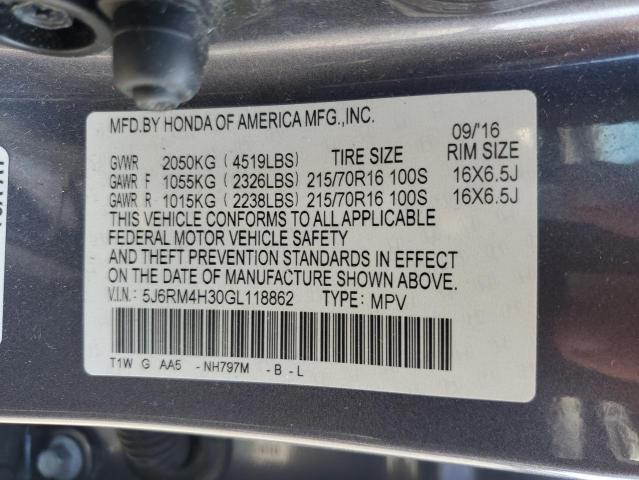 MFD.BY HONDA OF AMERICA MFG.,INC.
09/'16
GVWR 2050KG (4519LBS) TIRE SIZE RIM SIZE
GAWR F 1055KG (2326LBS) 215/70R16 100S 16X6.5J
GAWR R 1015KG (2238LBS) 215/70R16 100S 16X6.5J
THIS VEHICLE CONFORMS TO ALL APPLICABLE
FEDERAL MOTOR VEHICLE SAFETY
AND THEFT PREVENTION STANDARDS IN EFFECT
ON THE DATE OF MANUFACTURE SHOWN ABOVE.
V.I.N.: 5J6RM4H30GL118862 TYPE: MPV
T1W G AA5 -NH797M -B -L